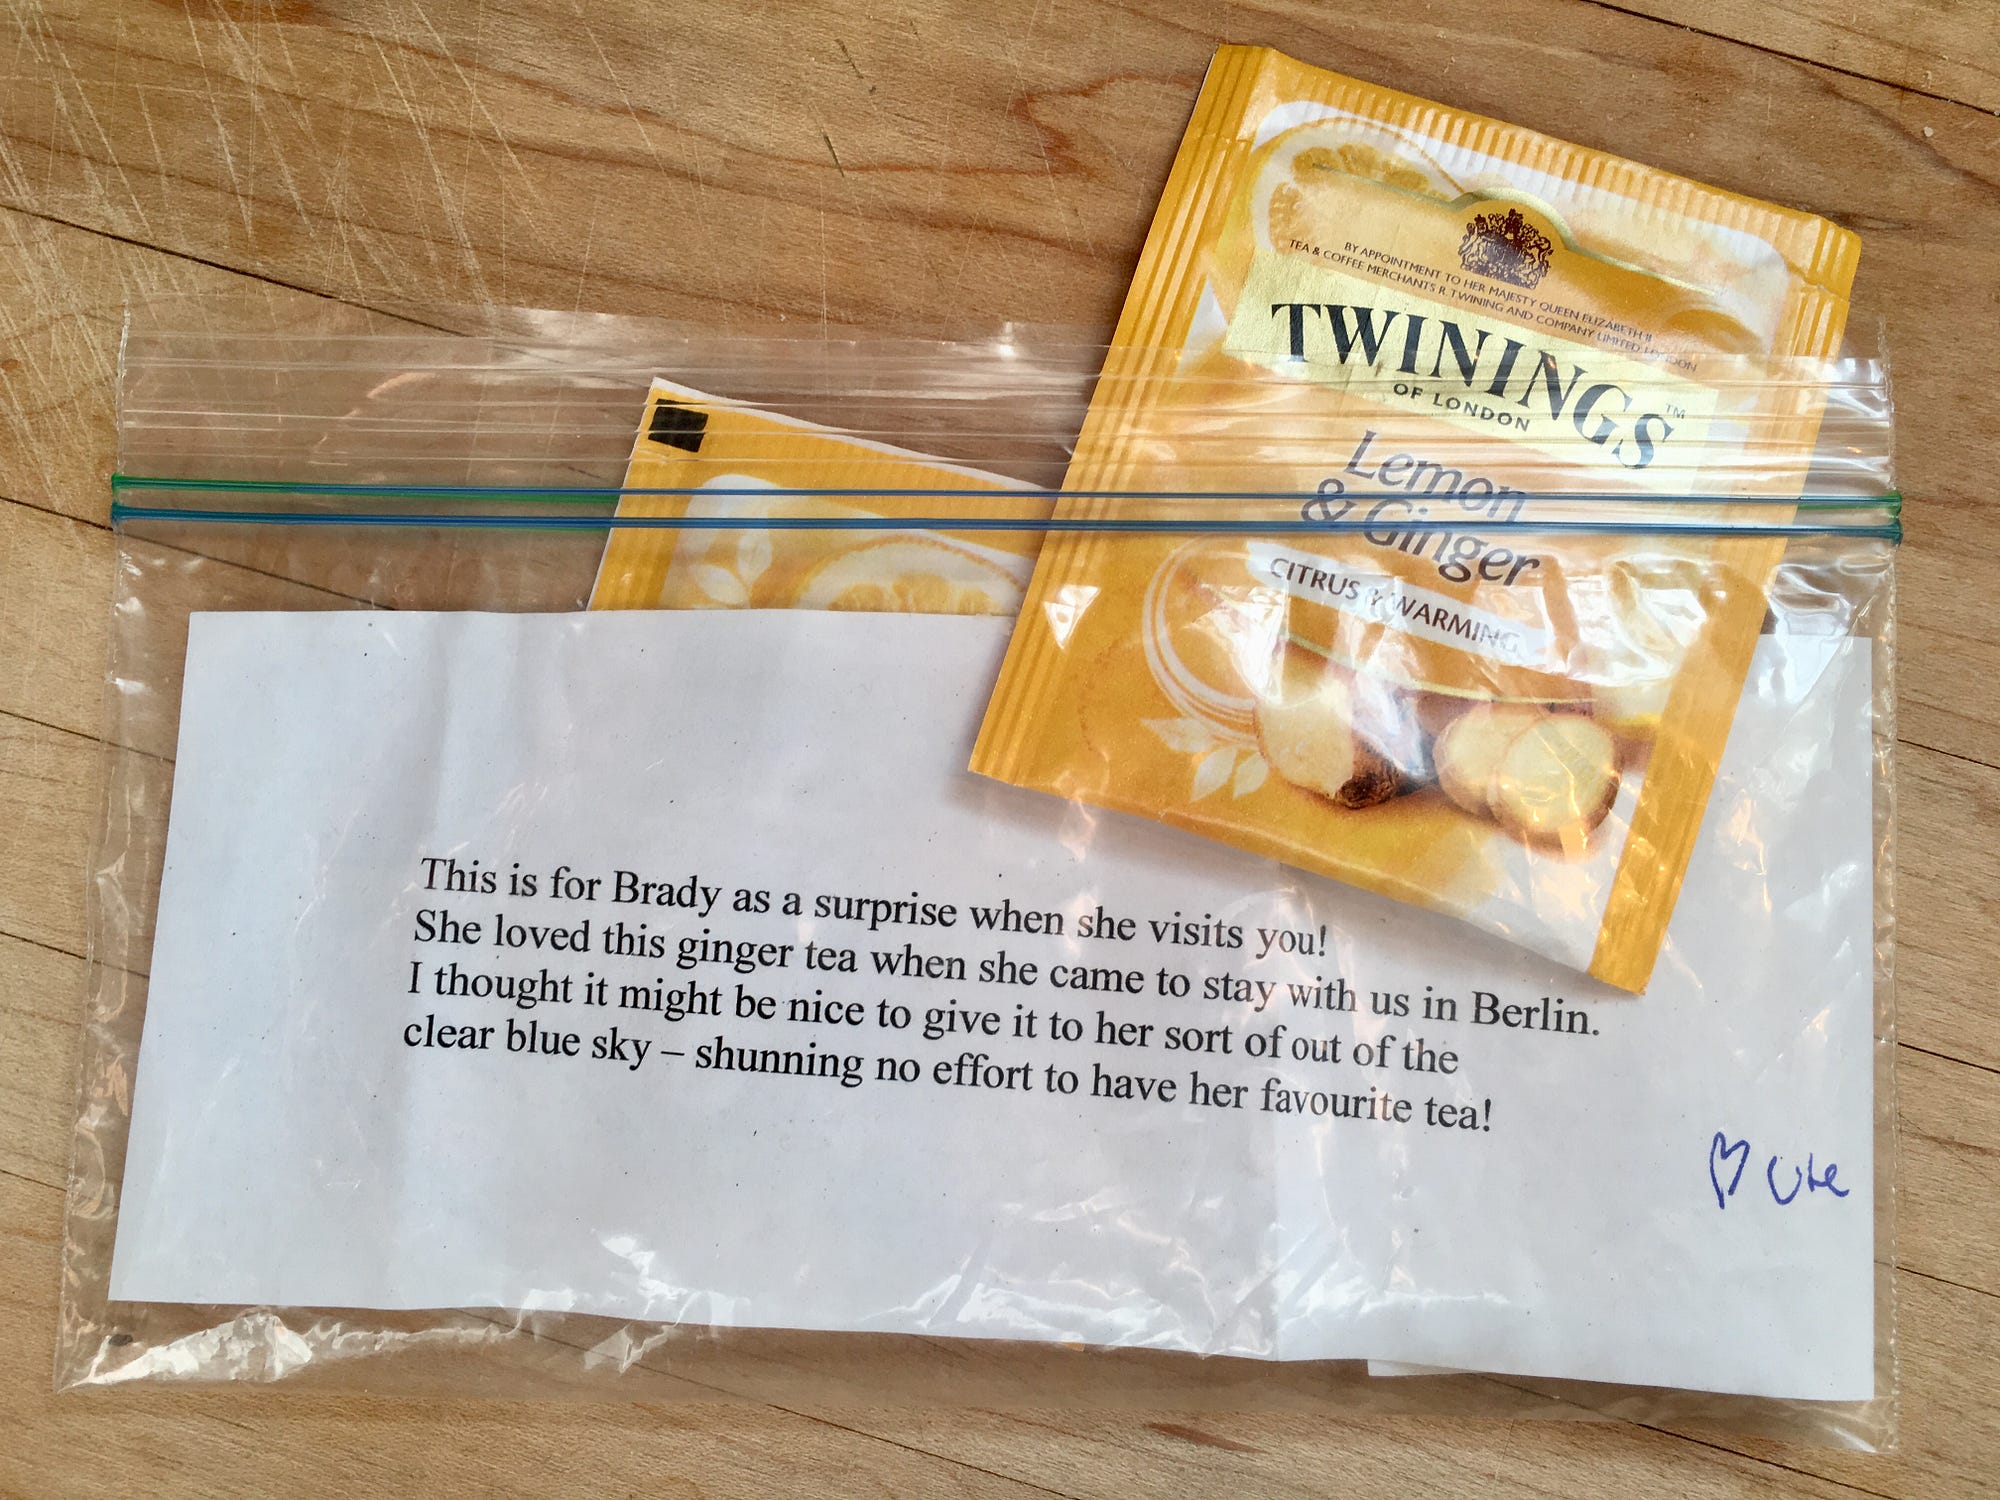 BY APPOINTMENT TO HER MAJESTY QUEEN ELIZABETH II
TEA & COFFEE MERCHANTS R. TWINING AND COMPANY LIMITED LONDON
TWININGS™
OF LONDON
Lemon
& Ginger
CITRUS & WARMING
This is for Brady as a surprise when she visits you!
She loved this ginger tea when she came to stay with us in Berlin.
I thought it might be nice to give it to her sort of out of the
clear blue sky – shunning no effort to have her favourite tea!
♡ Ute